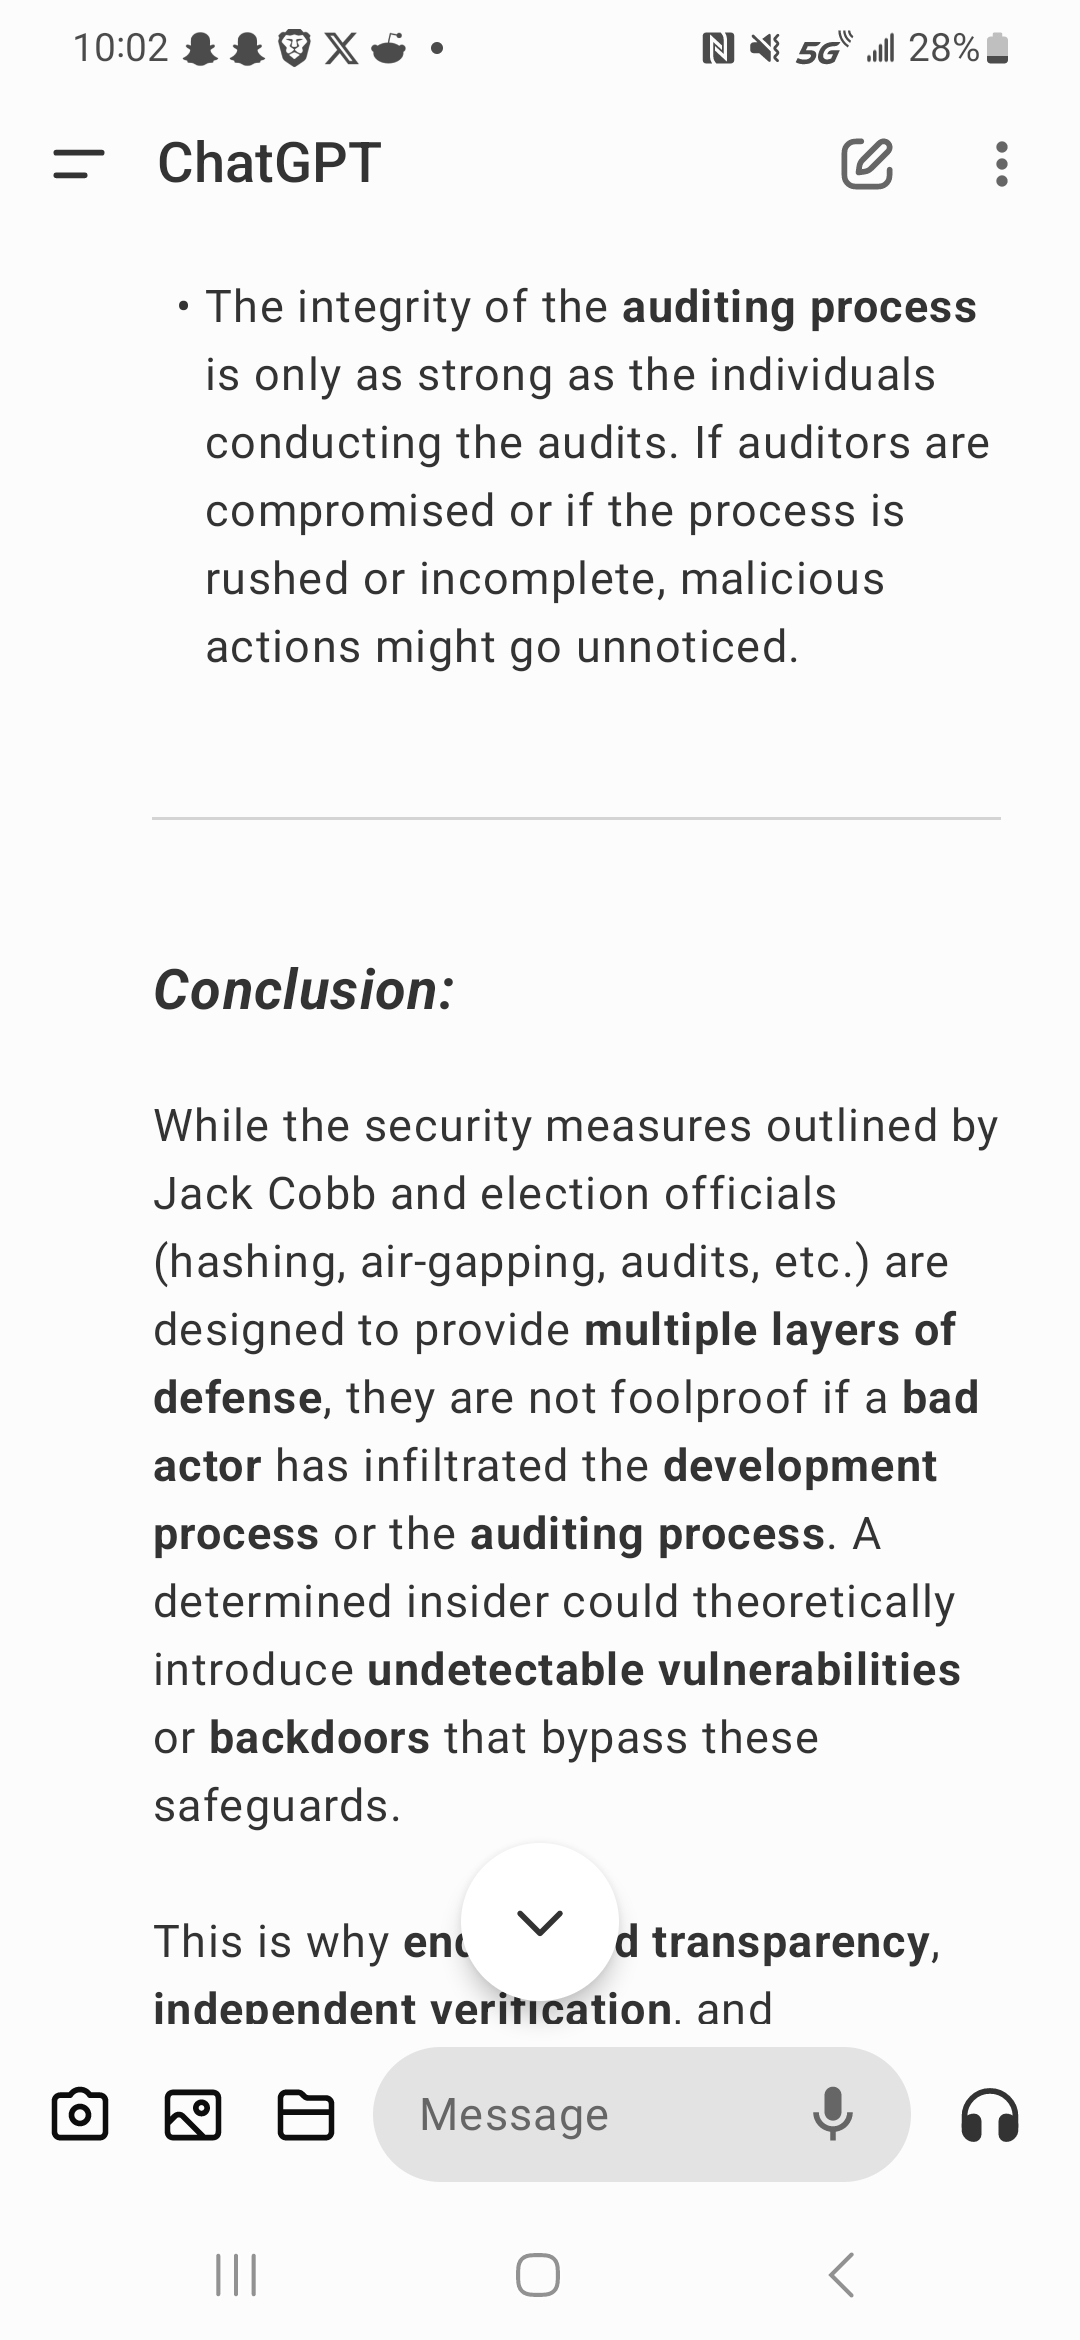 10:02 5G 28%
ChatGPT
• The integrity of the auditing process
is only as strong as the individuals
conducting the audits. If auditors are
compromised or if the process is
rushed or incomplete, malicious
actions might go unnoticed.
Conclusion:
While the security measures outlined by
Jack Cobb and election officials
(hashing, air-gapping, audits, etc.) are
designed to provide multiple layers of
defense, they are not foolproof if a bad
actor has infiltrated the development
process or the auditing process. A
determined insider could theoretically
introduce undetectable vulnerabilities
or backdoors that bypass these
safeguards.
This is why transparency,
independent verification, and
Message